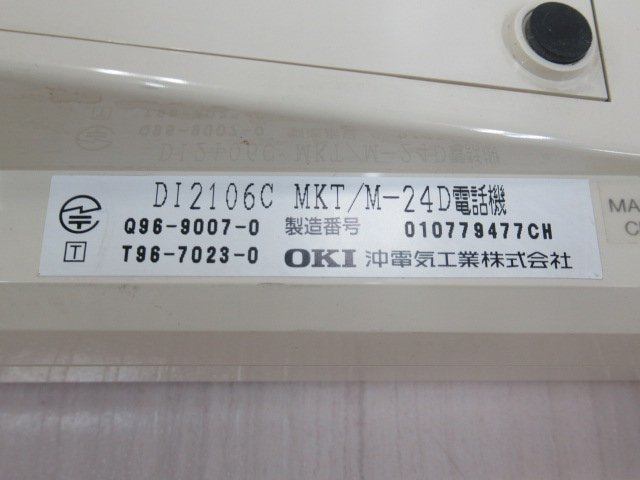 DI2106C MKT/M-24D電話機
Q96-9007-0 製造番号 010779477CH
T T96-7023-0 OKI 沖電気工業株式会社
MA